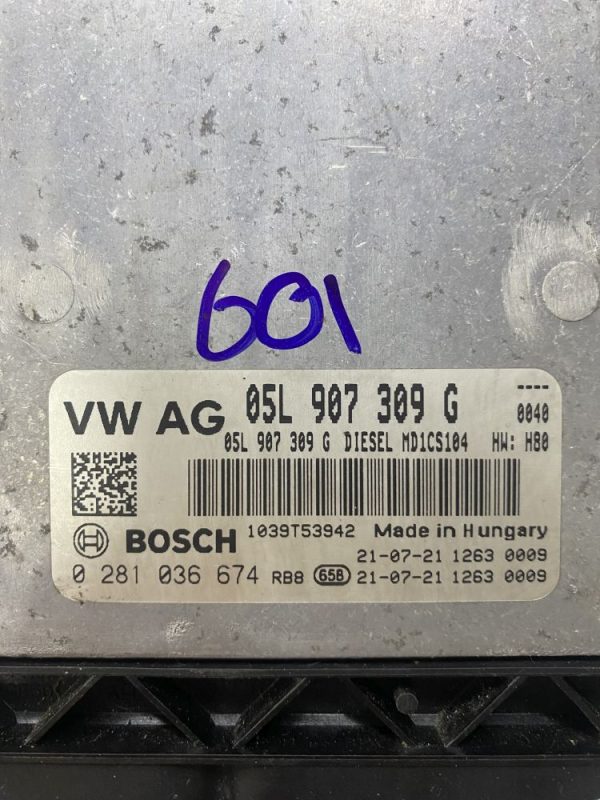 601
VW AG 05L 907 309 G ----
0040
05L 907 309 G DIESEL MD1CS104 HW: H80
BOSCH 1039T53942 Made in Hungary
21-07-21 1263 0009
0 281 036 674 RB8 658 21-07-21 1263 0009